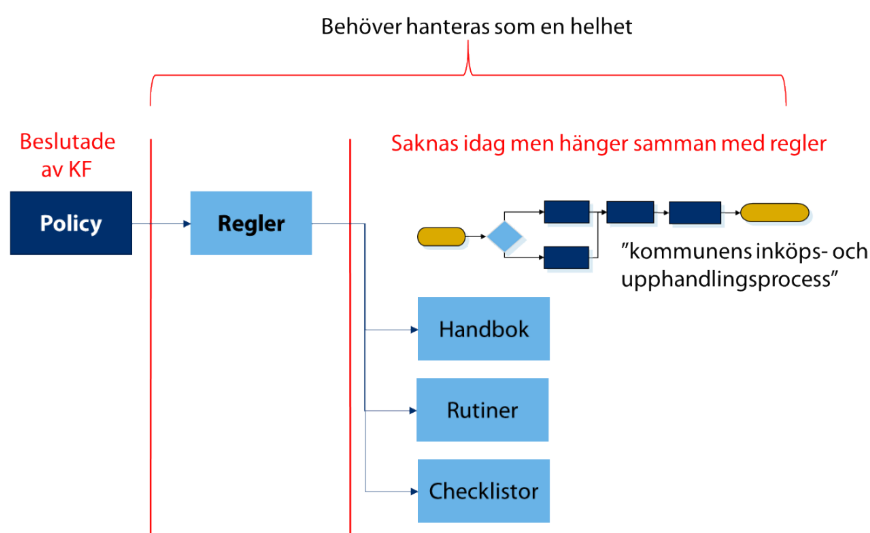 Behöver hanteras som en helhet
Beslutade
av KF
Saknas idag men hänger samman med regler
Policy
Regler
”kommunens inköps- och
upphandlingsprocess”
Handbok
Rutiner
Checklistor